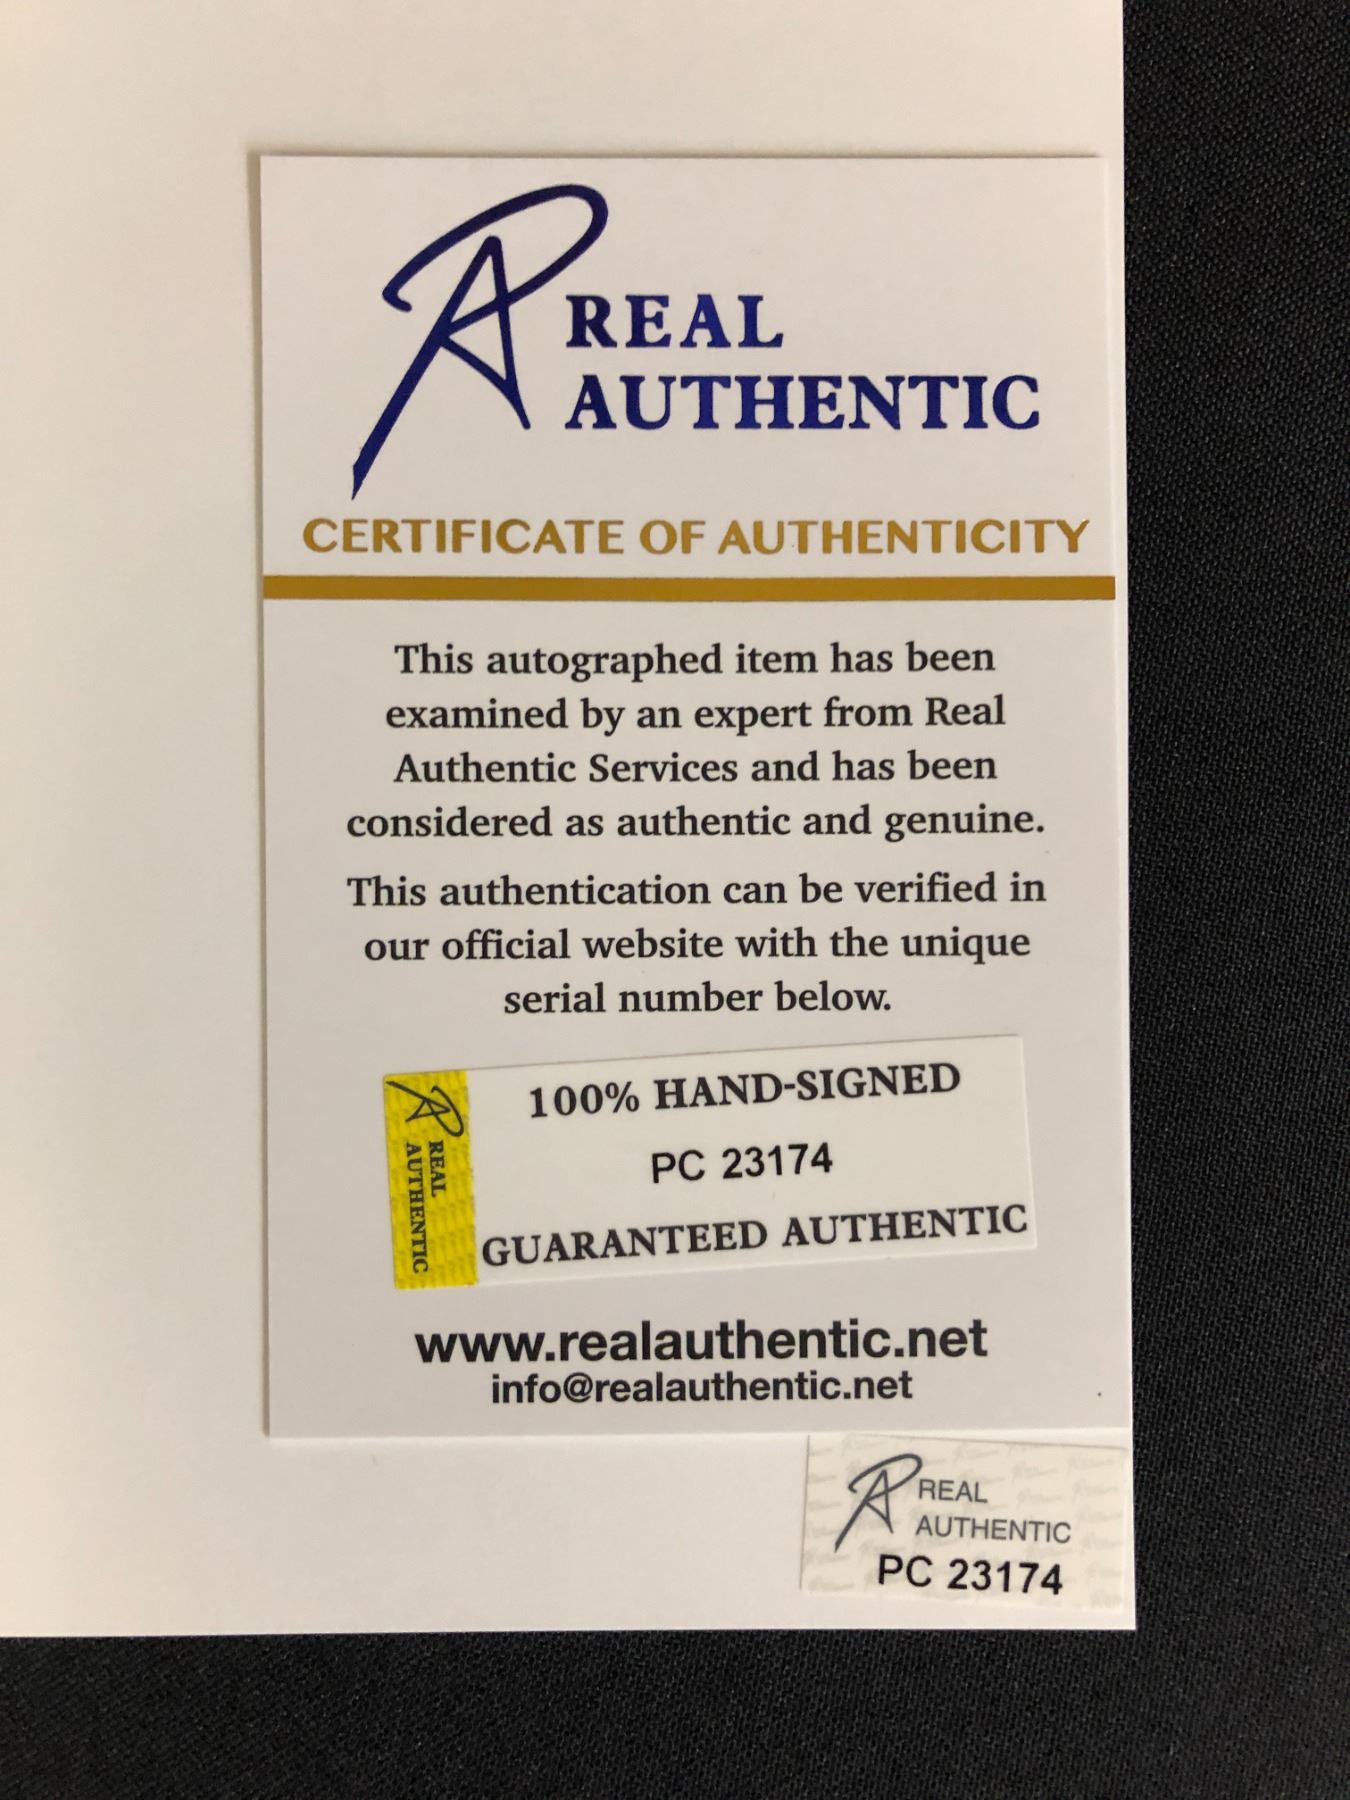 REAL
AUTHENTIC
CERTIFICATE OF AUTHENTICITY
This autographed item has been
examined by an expert from Real
Authentic Services and has been
considered as authentic and genuine.
This authentication can be verified in
our official website with the unique
serial number below.
REAL
AUTHENTIC
100% HAND-SIGNED
PC 23174
GUARANTEED AUTHENTIC
www.realauthentic.net
info@realauthentic.net
REAL
AUTHENTIC
PC 23174